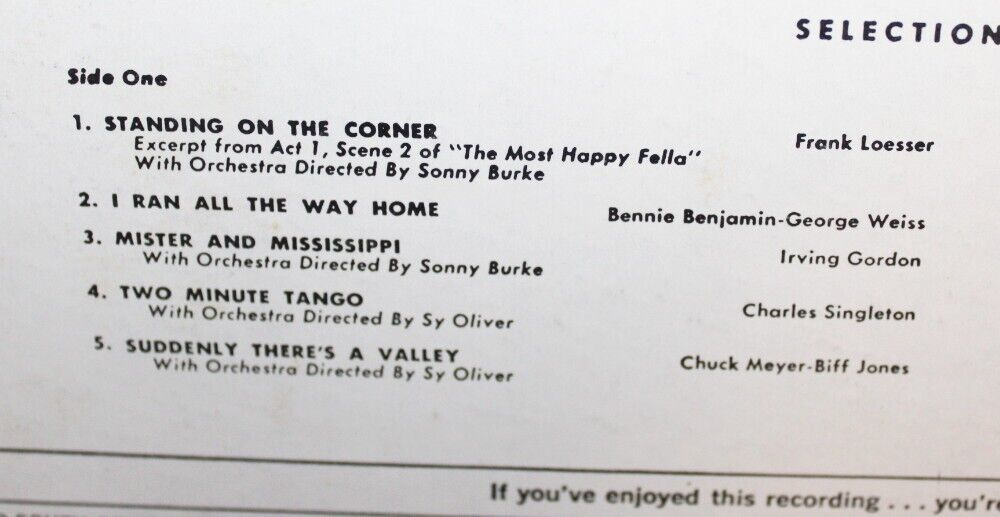 SELECTION
Side One
1. STANDING ON THE CORNER Frank Loesser
Excerpt from Act 1, Scene 2 of "The Most Happy Fella"
With Orchestra Directed By Sonny Burke
2. I RAN ALL THE WAY HOME Bennie Benjamin-George Weiss
3. MISTER AND MISSISSIPPI Irving Gordon
With Orchestra Directed By Sonny Burke
4. TWO MINUTE TANGO Charles Singleton
With Orchestra Directed By Sy Oliver
5. SUDDENLY THERE'S A VALLEY Chuck Meyer-Biff Jones
With Orchestra Directed By Sy Oliver
If you've enjoyed this recording . . . you're